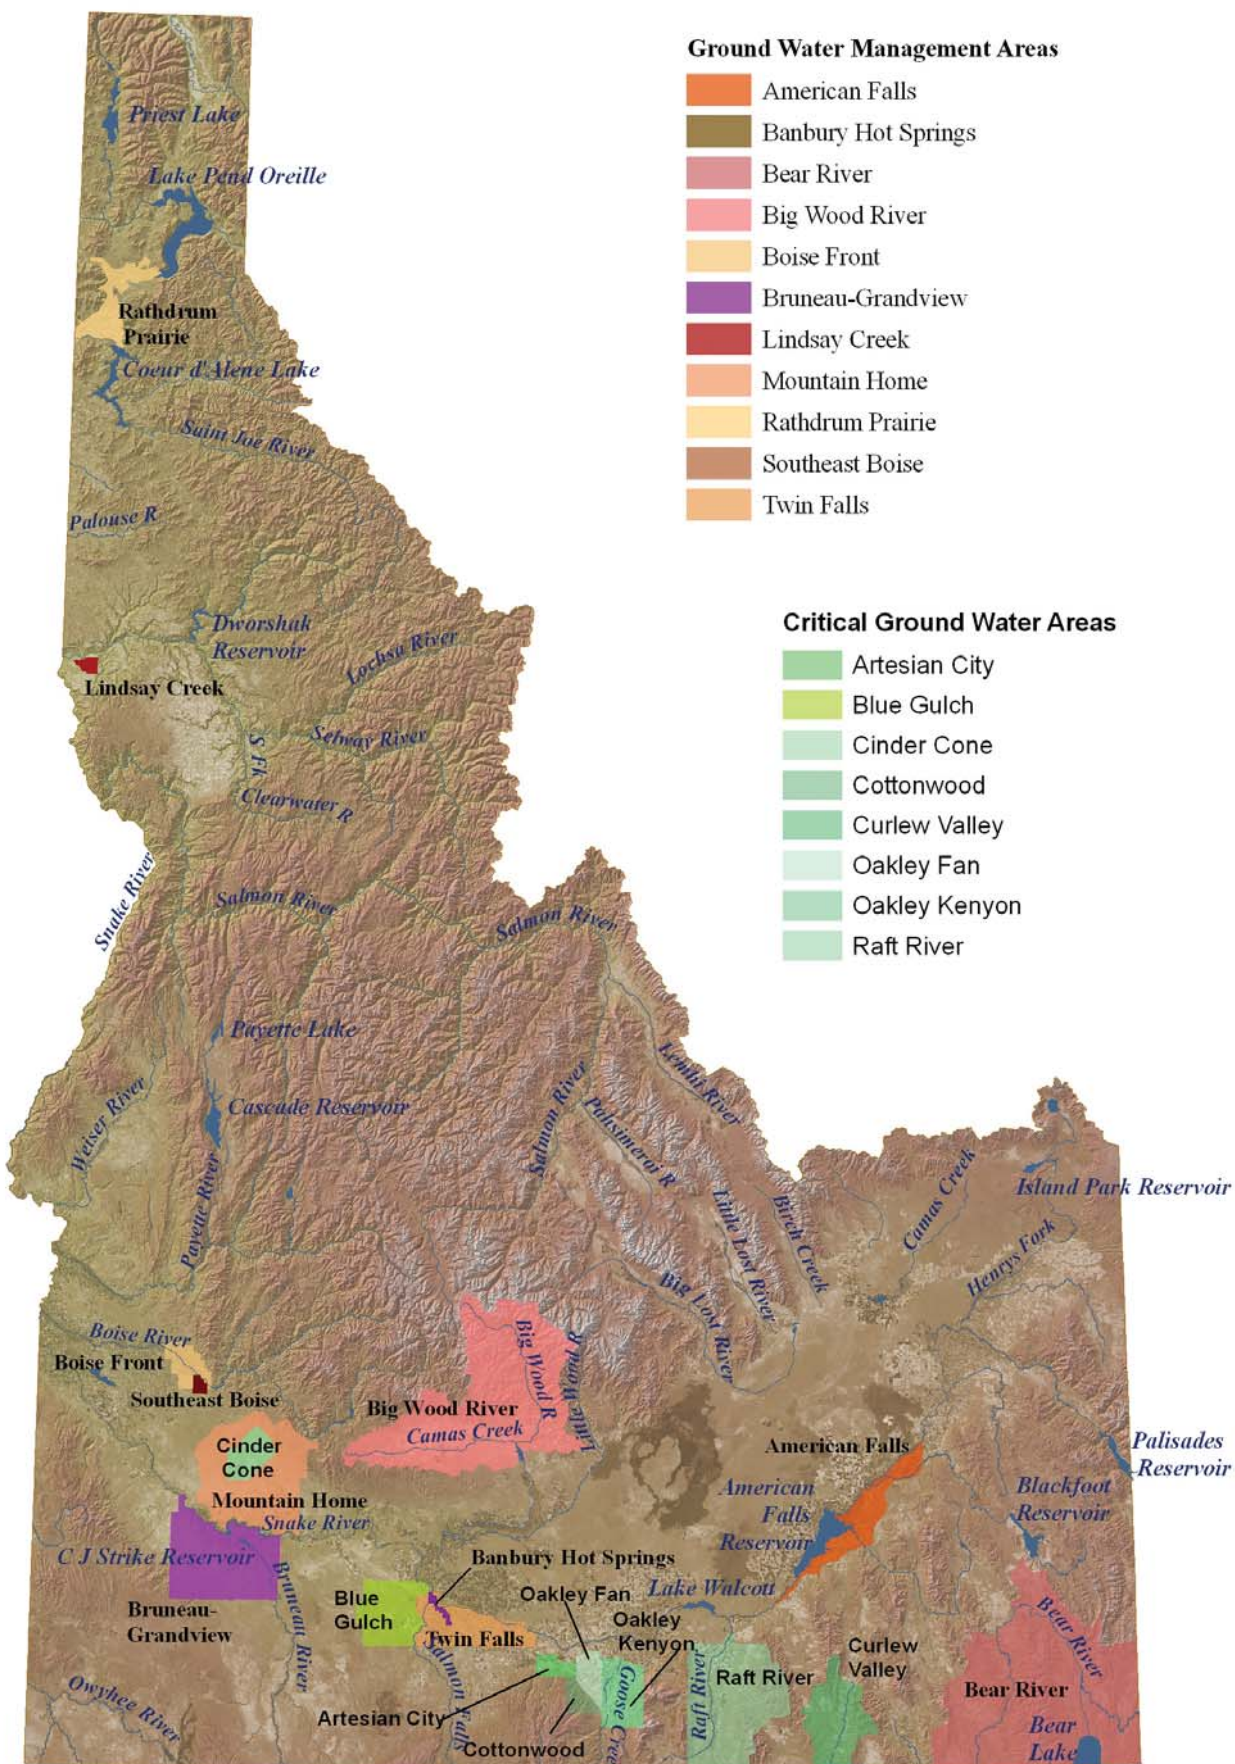 Ground Water Management Areas
American Falls
Banbury Hot Springs
Bear River
Big Wood River
Boise Front
Bruneau-Grandview
Lindsay Creek
Mountain Home
Rathdrum Prairie
Southeast Boise
Twin Falls
Critical Ground Water Areas
Artesian City
Blue Gulch
Cinder Cone
Cottonwood
Curlew Valley
Oakley Fan
Oakley Kenyon
Raft River
Priest Lake
Lake Pend Oreille
Rathdrum
Prairie
Coeur d'Alene Lake
Saint Joe River
Palouse R
Dworshak
Reservoir
Lochsa River
Lindsay Creek
Selway River
S Fk
Clearwater R
Snake River
Salmon River
Salmon River
Payette Lake
Lemhi River
Weiser River
Cascade Reservoir
Salmon River
Pahsimeroi R
Payette River
Little Lost River
Birch Creek
Camas Creek
Island Park Reservoir
Henrys Fork
Big Lost River
Boise River
Boise Front
Southeast Boise
Big Wood R
Little Wood R
Big Wood River
Camas Creek
Cinder
Cone
Mountain Home
Snake River
American Falls
American
Falls
Reservoir
Palisades
Reservoir
Blackfoot
Reservoir
C J Strike Reservoir
Bruneau River
Bruneau-
Grandview
Banbury Hot Springs
Blue
Gulch
Twin Falls
Oakley Fan
Oakley
Kenyon
Lake Walcott
Salmon Falls
Goose Cree
Raft River
Raft River
Curlew
Valley
Bear River
Bear River
Bear
Lake
Owyhee River
Artesian City
Cottonwood